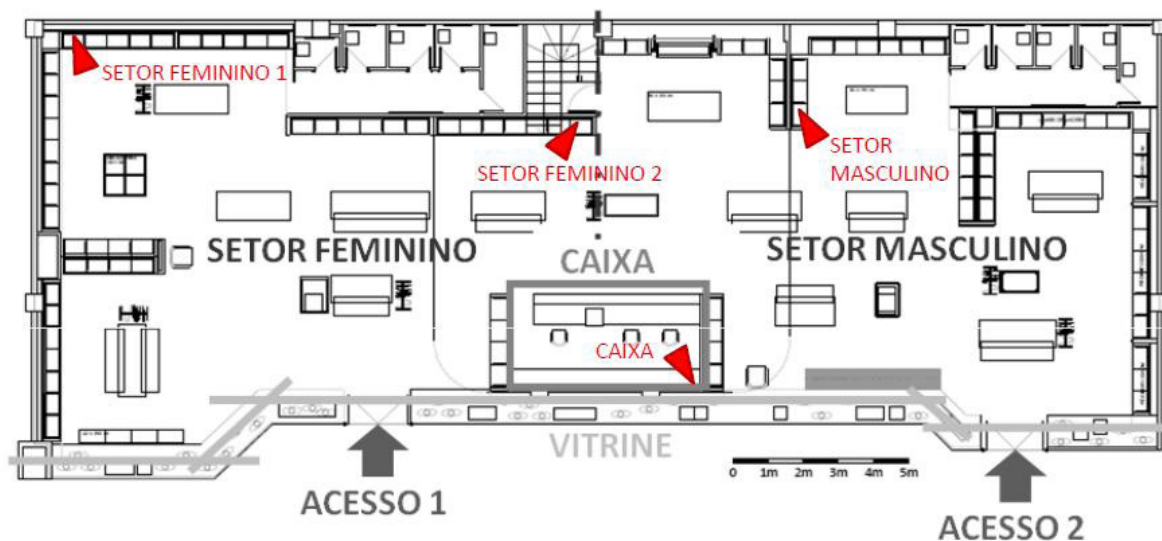 SETOR FEMININO 1
SETOR FEMININO 2
SETOR
MASCULINO
SETOR FEMININO
SETOR MASCULINO
CAIXA
CAIXA
VITRINE
0 1m 2m 3m 4m 5m
ACESSO 1
ACESSO 2